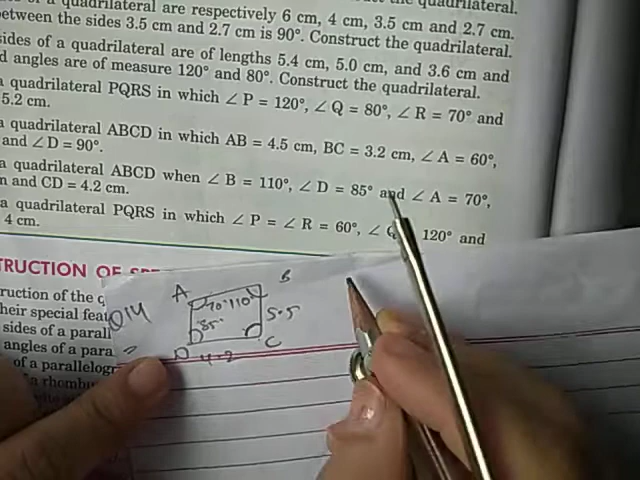 quadrilateral are respectively 6 cm, 4 cm, 3.5 cm and 2.7 cm.
between the sides 3.5 cm and 2.7 cm is 90°. Construct the quadrilateral.
sides of a quadrilateral are of lengths 5.4 cm, 5.0 cm, and 3.6 cm and
d angles are of measure 120° and 80°. Construct the quadrilateral.
a quadrilateral PQRS in which ∠ P = 120°, ∠ Q = 80°, ∠ R = 70° and
5.2 cm.
a quadrilateral ABCD in which AB = 4.5 cm, BC = 3.2 cm, ∠ A = 60°,
and ∠ D = 90°.
a quadrilateral ABCD when ∠ B = 110°, ∠ D = 85° and ∠ A = 70°,
n and CD = 4.2 cm.
a quadrilateral PQRS in which ∠ P = ∠ R = 60°, ∠ Q 120° and
4 cm.
TRUCTION OF
ruction of the q
heir special feat
sides of a parall
angles of a para
of a parallelogr
a rhombu
Q14
A B
70° 110°
5.5
85°
D C
4.2